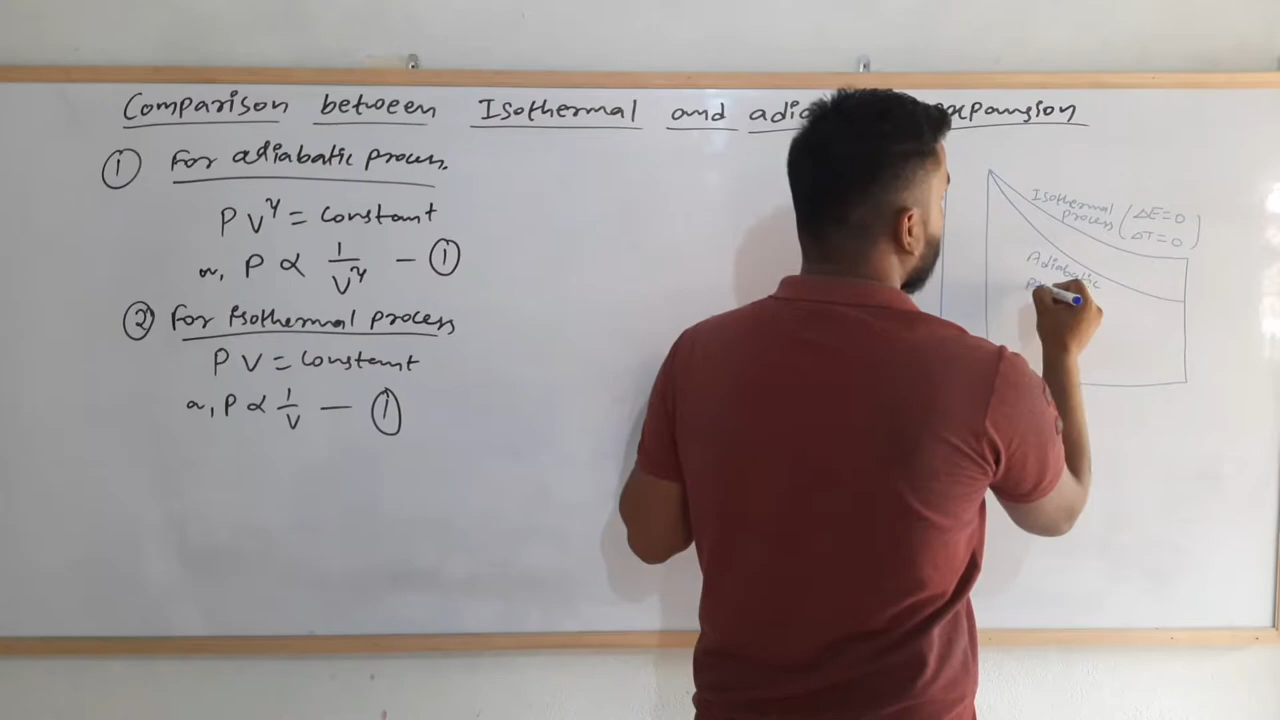 Comparison between Isothermal and adia expansion
① For adiabatic process.
PV^γ = constant
or, P ∝ 1/V^γ — ①
② For isothermal process
PV = constant
or, P ∝ 1/V — ①
Isothermal
process (ΔE=0
ΔT=0)
Adiabatic